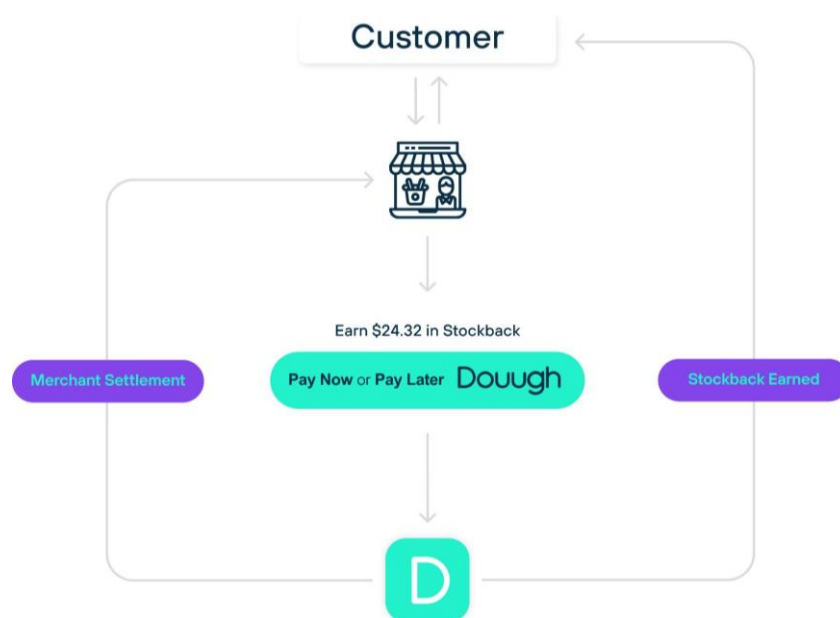 Customer
Earn $24.32 in Stockback
Merchant Settlement
Pay Now or Pay Later Douugh
Stockback Earned
D